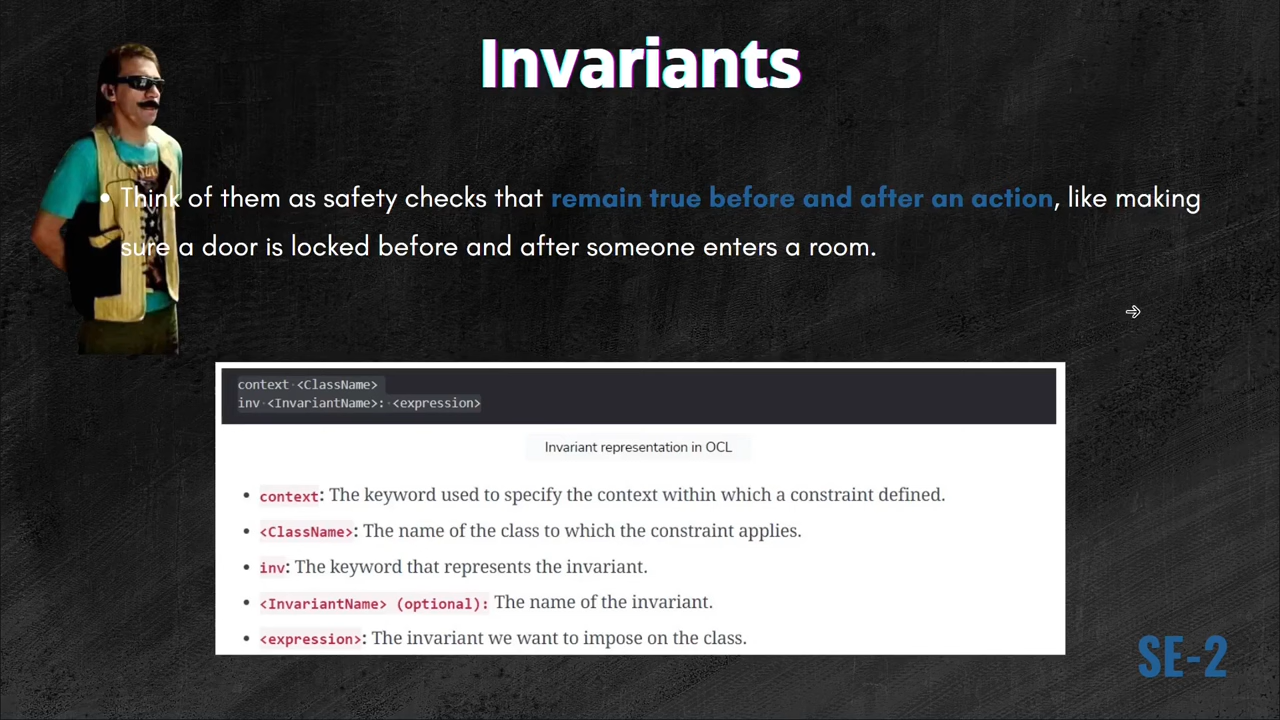 Invariants
• Think of them as safety checks that remain true before and after an action, like making
sure a door is locked before and after someone enters a room.
context <ClassName>
inv <InvariantName>: <expression>
Invariant representation in OCL
• context: The keyword used to specify the context within which a constraint defined.
• <ClassName>: The name of the class to which the constraint applies.
• inv: The keyword that represents the invariant.
• <InvariantName> (optional): The name of the invariant.
• <expression>: The invariant we want to impose on the class.
SE-2